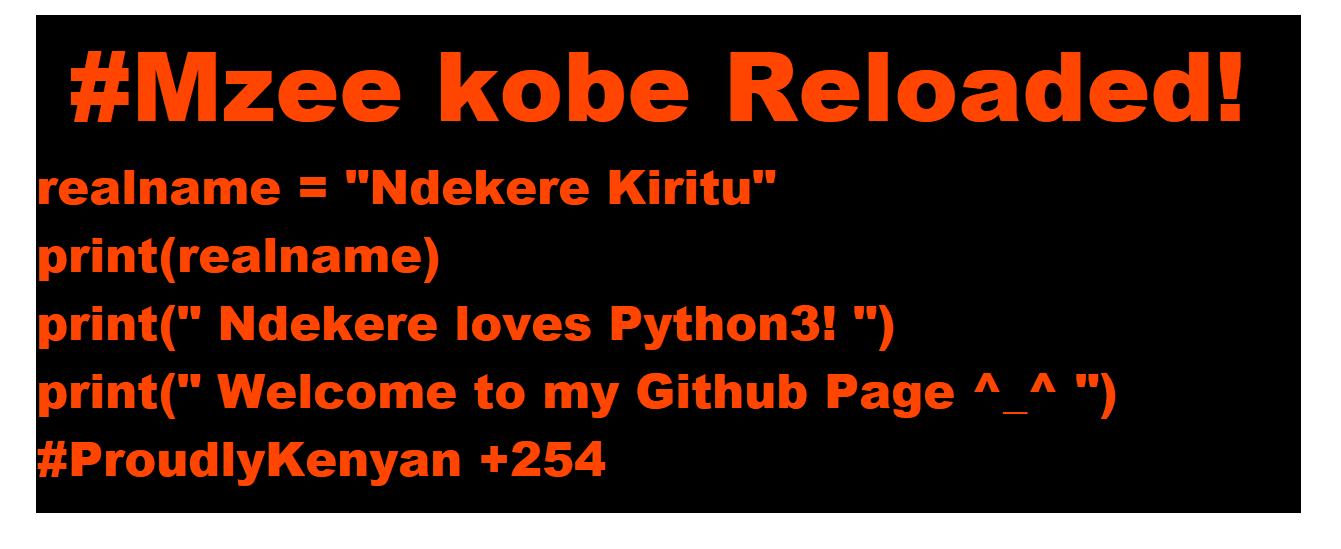 #Mzee kobe Reloaded!
realname = "Ndekere Kiritu"
print(realname)
print(" Ndekere loves Python3! ")
print(" Welcome to my Github Page ^_^ ")
#ProudlyKenyan +254